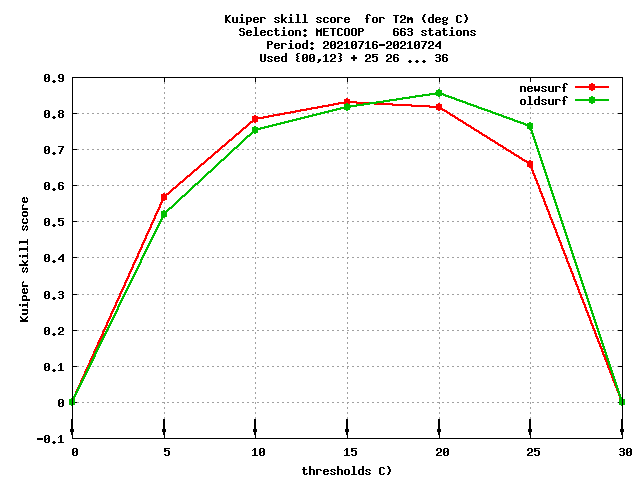 Kuiper skill score  for T2m (deg C)
Selection: METCOOP    663 stations
Period: 20210716-20210724
Used {00,12} + 25 26 ... 36
newsurf
oldsurf
0.9
0.8
0.7
0.6
0.5
0.4
0.3
0.2
0.1
0
-0.1
Kuiper skill score
0 5 10 15 20 25 30
thresholds C)